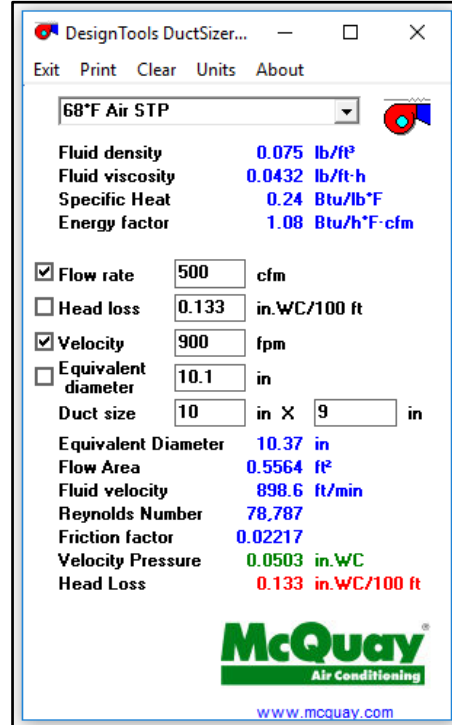 DesignTools DuctSizer...
Exit Print Clear Units About
68°F Air STP
Fluid density 0.075 lb/ft³
Fluid viscosity 0.0432 lb/ft·h
Specific Heat 0.24 Btu/lb°F
Energy factor 1.08 Btu/h°F·cfm
Flow rate 500 cfm
Head loss 0.133 in.WC/100 ft
Velocity 900 fpm
Equivalent
diameter 10.1 in
Duct size 10 in X 9 in
Equivalent Diameter 10.37 in
Flow Area 0.5564 ft²
Fluid velocity 898.6 ft/min
Reynolds Number 78,787
Friction factor 0.02217
Velocity Pressure 0.0503 in.WC
Head Loss 0.133 in.WC/100 ft
McQuay®
Air Conditioning
www.mcquay.com